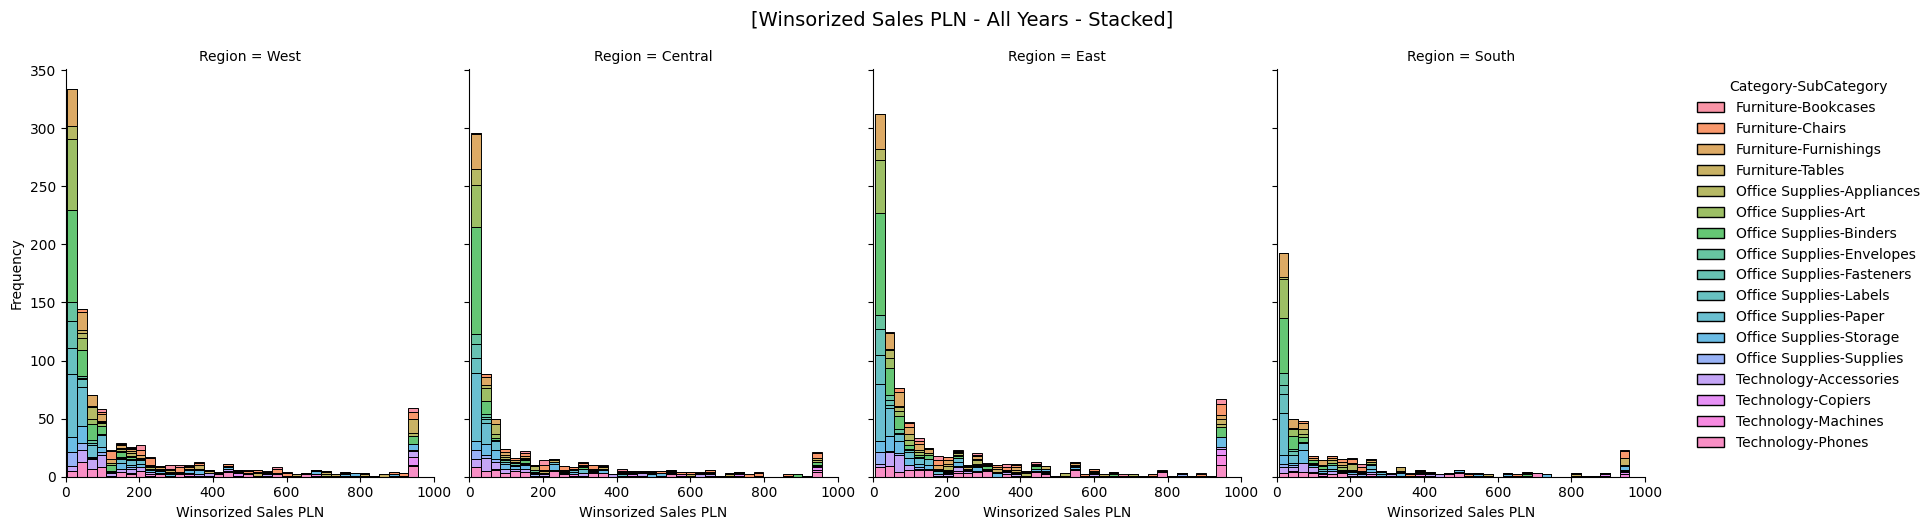 [Winsorized Sales PLN - All Years - Stacked]
Region = West
Region = Central
Region = East
Region = South
350
300
250
200
150
100
50
0
Frequency
0 200 400 600 800 1000
0 200 400 600 800 1000
0 200 400 600 800 1000
0 200 400 600 800 1000
Winsorized Sales PLN
Winsorized Sales PLN
Winsorized Sales PLN
Winsorized Sales PLN
Category-SubCategory
Furniture-Bookcases
Furniture-Chairs
Furniture-Furnishings
Furniture-Tables
Office Supplies-Appliances
Office Supplies-Art
Office Supplies-Binders
Office Supplies-Envelopes
Office Supplies-Fasteners
Office Supplies-Labels
Office Supplies-Paper
Office Supplies-Storage
Office Supplies-Supplies
Technology-Accessories
Technology-Copiers
Technology-Machines
Technology-Phones